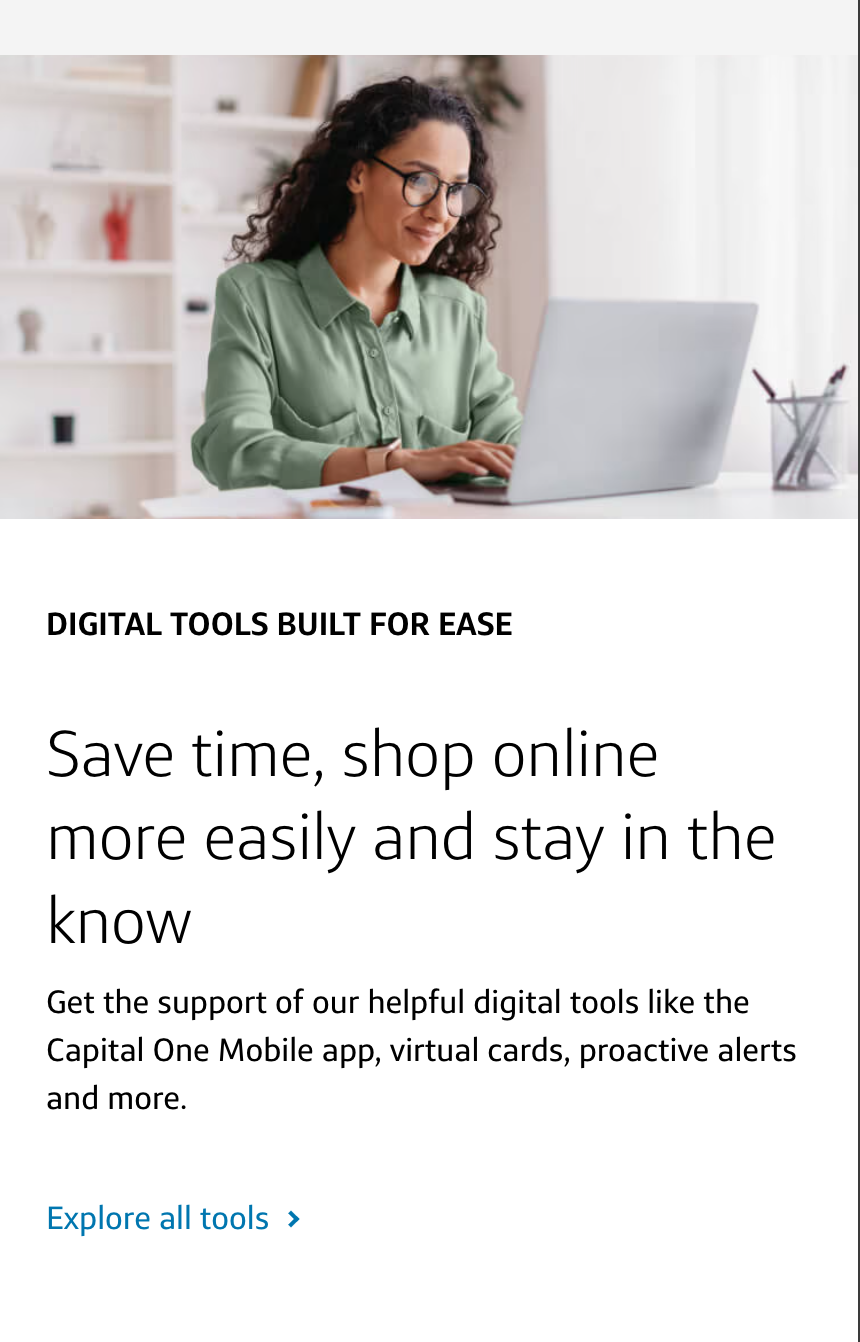 DIGITAL TOOLS BUILT FOR EASE
Save time, shop online
more easily and stay in the
know
Get the support of our helpful digital tools like the
Capital One Mobile app, virtual cards, proactive alerts
and more.
Explore all tools